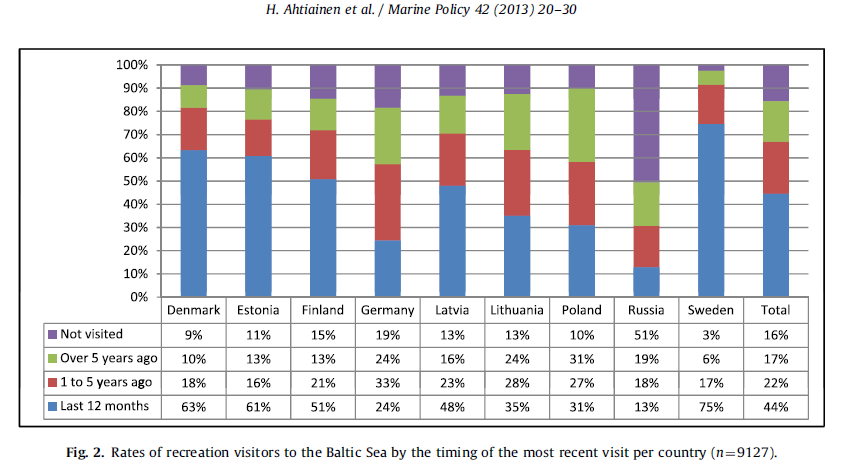 H. Ahtiainen et al. / Marine Policy 42 (2013) 20–30
100%
90%
80%
70%
60%
50%
40%
30%
20%
10%
0%
Denmark Estonia Finland Germany Latvia Lithuania Poland Russia Sweden Total
Not visited 9% 11% 15% 19% 13% 13% 10% 51% 3% 16%
Over 5 years ago 10% 13% 13% 24% 16% 24% 31% 19% 6% 17%
1 to 5 years ago 18% 16% 21% 33% 23% 28% 27% 18% 17% 22%
Last 12 months 63% 61% 51% 24% 48% 35% 31% 13% 75% 44%
Fig. 2. Rates of recreation visitors to the Baltic Sea by the timing of the most recent visit per country (n=9127).